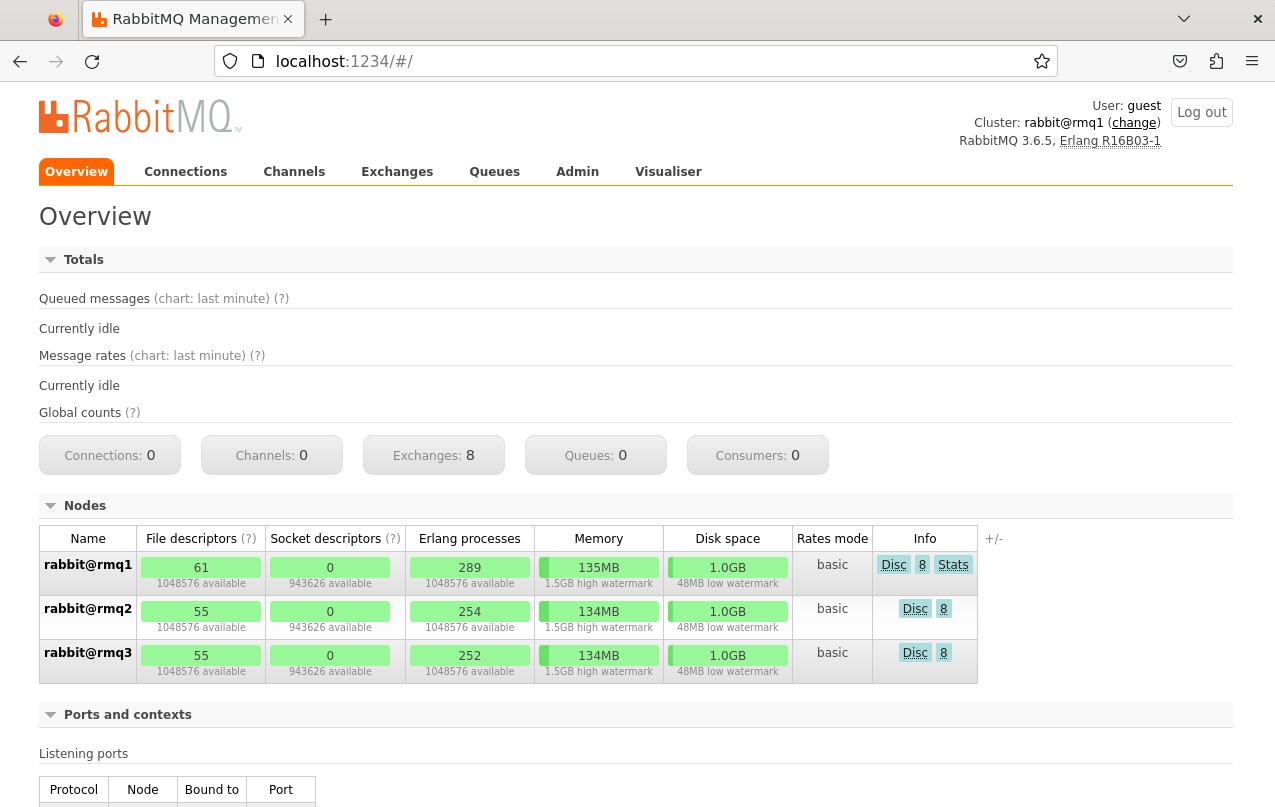 RabbitMQ Managemen
localhost:1234/#/
RabbitMQ™
User: guest
Cluster: rabbit@rmq1 (change)
RabbitMQ 3.6.5, Erlang R16B03-1
Log out
Overview Connections Channels Exchanges Queues Admin Visualiser
Overview
Totals
Queued messages (chart: last minute) (?)
Currently idle
Message rates (chart: last minute) (?)
Currently idle
Global counts (?)
Connections: 0 Channels: 0 Exchanges: 8 Queues: 0 Consumers: 0
Nodes
Name File descriptors (?) Socket descriptors (?) Erlang processes Memory Disk space Rates mode Info +/-
rabbit@rmq1 61 0 289 135MB 1.0GB basic Disc 8 Stats
1048576 available 943626 available 1048576 available 1.5GB high watermark 48MB low watermark
rabbit@rmq2 55 0 254 134MB 1.0GB basic Disc 8
1048576 available 943626 available 1048576 available 1.5GB high watermark 48MB low watermark
rabbit@rmq3 55 0 252 134MB 1.0GB basic Disc 8
1048576 available 943626 available 1048576 available 1.5GB high watermark 48MB low watermark
Ports and contexts
Listening ports
Protocol Node Bound to Port